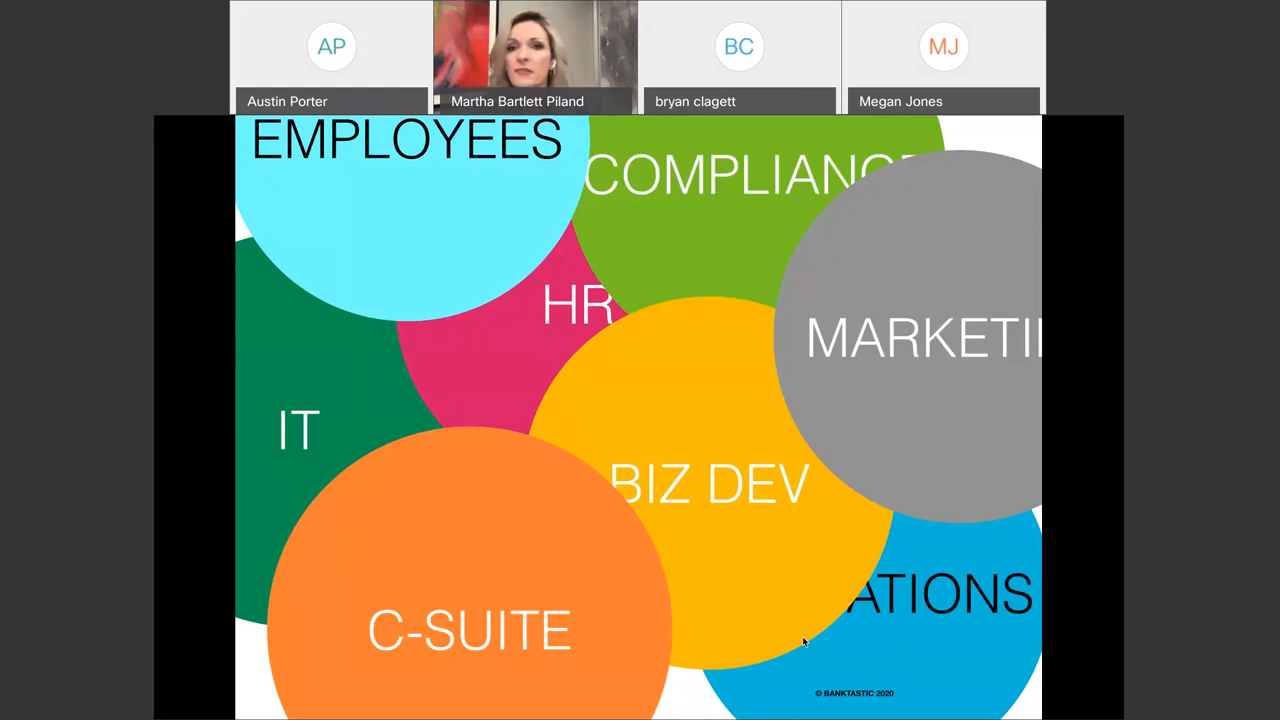 AP
BC
MJ
Austin Porter
Martha Bartlett Piland
bryan clagett
Megan Jones
EMPLOYEES
COMPLIANC
HR
MARKETI
IT
BIZ DEV
ATIONS
C-SUITE
© BANKTASTIC 2020